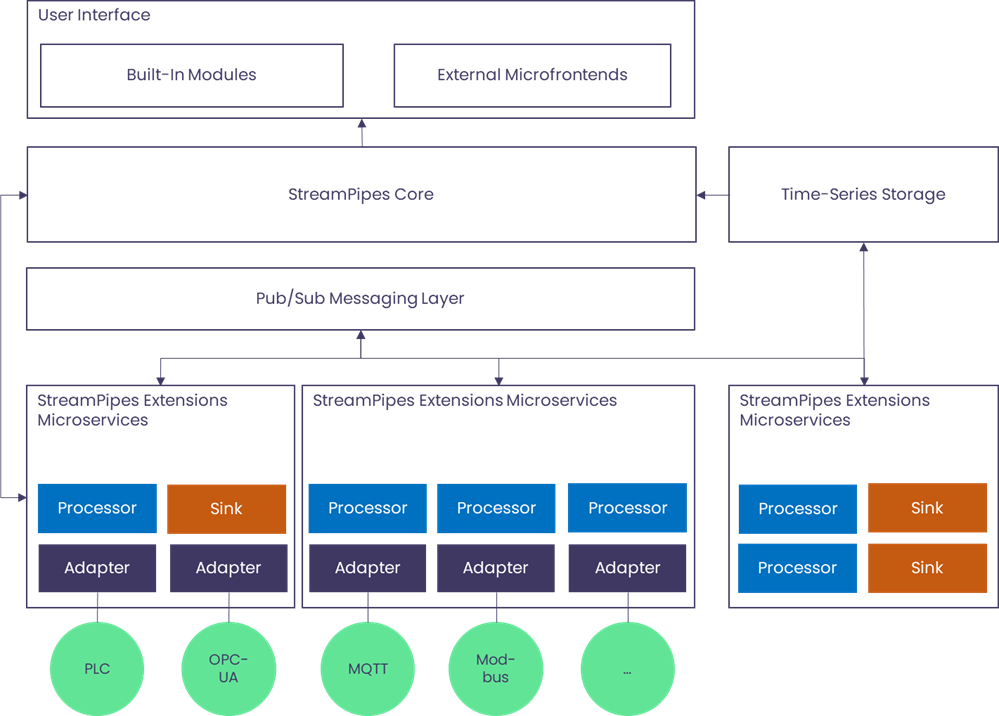 User Interface
Built-In Modules
External Microfrontends
StreamPipes Core
Time-Series Storage
Pub/Sub Messaging Layer
StreamPipes Extensions
Microservices
StreamPipes Extensions Microservices
StreamPipes Extensions
Microservices
Processor
Sink
Processor
Processor
Processor
Processor
Sink
Adapter
Adapter
Adapter
Adapter
Adapter
Processor
Sink
PLC
OPC-
UA
MQTT
Mod-
bus
...